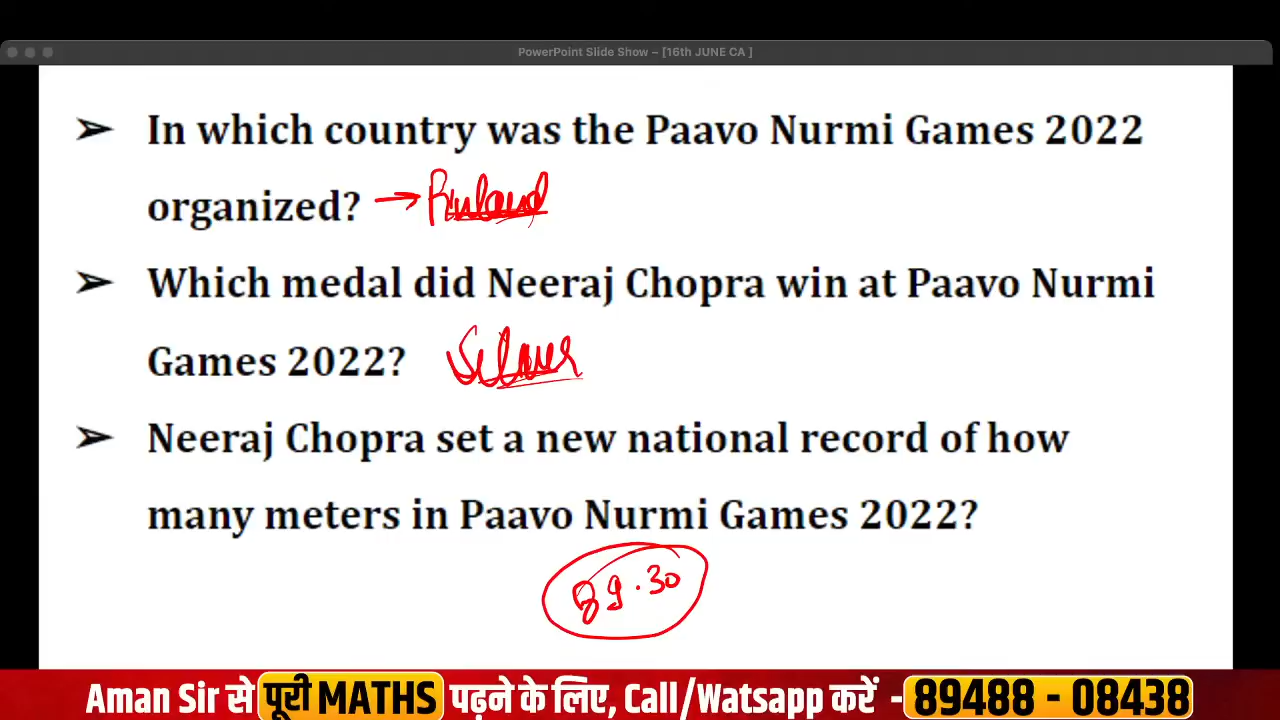 PowerPoint Slide Show – [16th JUNE CA ]
➢ In which country was the Paavo Nurmi Games 2022
organized? → Finland
➢ Which medal did Neeraj Chopra win at Paavo Nurmi
Games 2022? Silver
➢ Neeraj Chopra set a new national record of how
many meters in Paavo Nurmi Games 2022?
89.30
Aman Sir से पूरी MATHS पढ़ने के लिए, Call/Watsapp करें - 89488 - 08438